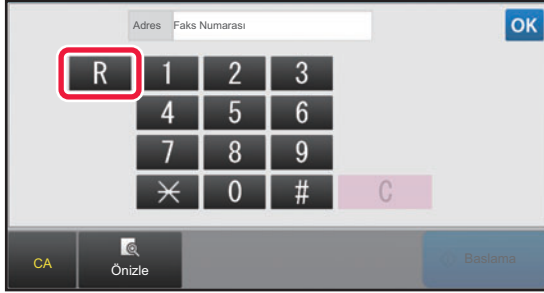 Adres Faks Numarası OK
R 1 2 3
4 5 6
7 8 9
* 0 # C
CA Önizle Başlama